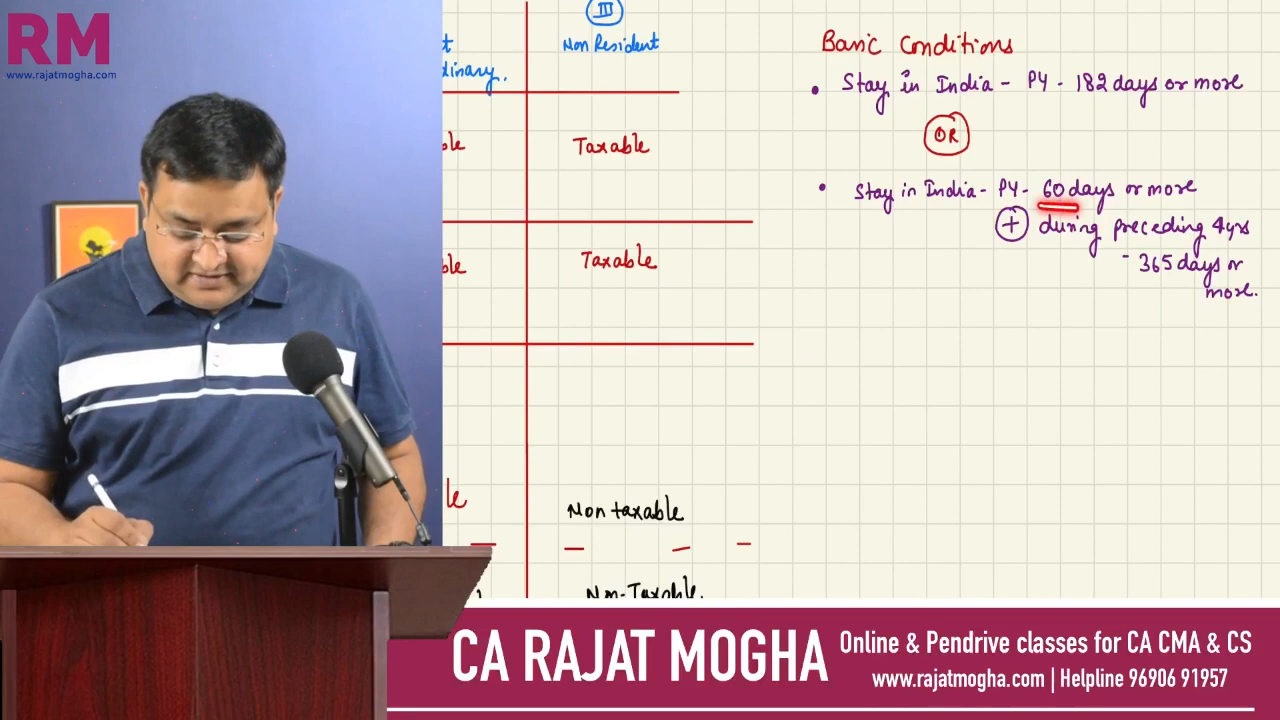 RM
www.rajatmogha.com
III
Non Resident
dinary.
Taxable
Taxable
Non taxable
Non-Taxable.
Basic Conditions
• Stay in India - PY - 182 days or more
OR
• Stay in India - PY - 60 days or more
+ during preceding 4yrs
- 365 days or
more.
CA RAJAT MOGHA
Online & Pendrive classes for CA CMA & CS
www.rajatmogha.com | Helpline 96906 91957